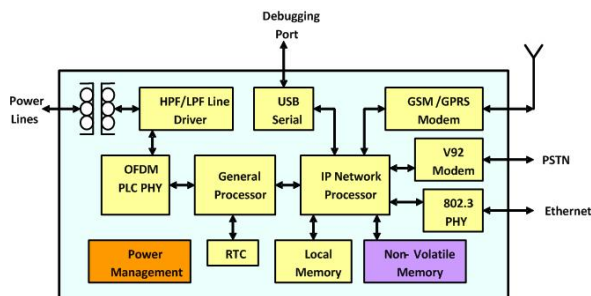 Debugging
Port
Power
Lines
HPF/LPF Line
Driver
USB
Serial
GSM /GPRS
Modem
OFDM
PLC PHY
General
Processor
IP Network
Processor
V92
Modem
PSTN
802.3
PHY
Ethernet
Power
Management
RTC
Local
Memory
Non- Volatile
Memory